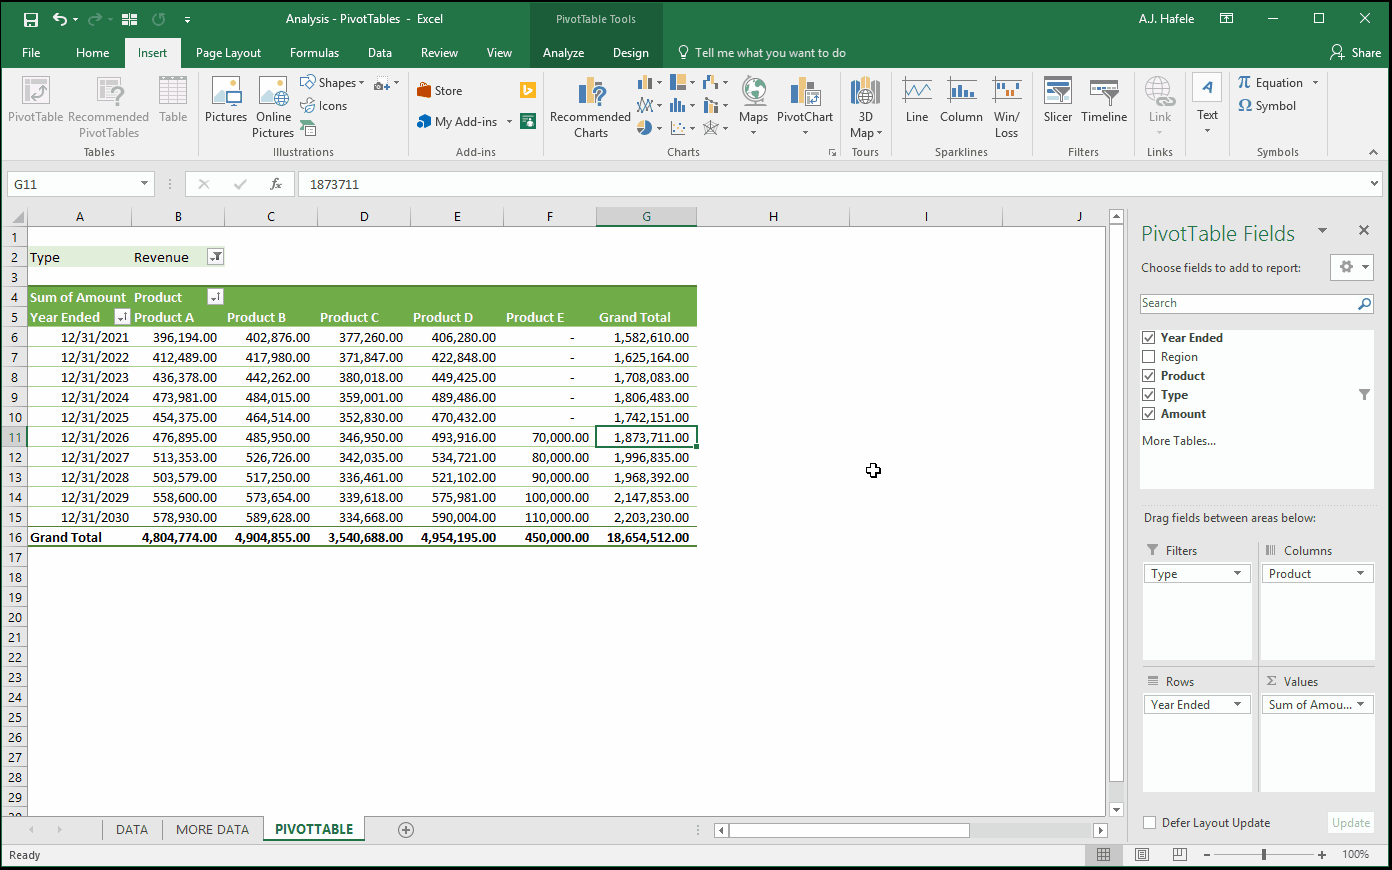 Analysis - PivotTables - Excel
PivotTable Tools
A.J. Hafele
File Home Insert Page Layout Formulas Data Review View Analyze Design Tell me what you want to do Share
PivotTable
Recommended PivotTables
Table
Pictures
Online Pictures
Shapes
Icons
Store
My Add-ins
Recommended Charts
Maps
PivotChart
3D Map
Line
Column
Win/ Loss
Slicer
Timeline
Link
A
Text
π Equation
Ω Symbol
Tables Illustrations Add-ins Charts Tours Sparklines Filters Links Symbols
G11 fx 1873711
A B C D E F G H I J
1
2 Type Revenue
3
4 Sum of Amount Product
5 Year Ended Product A Product B Product C Product D Product E Grand Total
6 12/31/2021 396,194.00 402,876.00 377,260.00 406,280.00 - 1,582,610.00
7 12/31/2022 412,489.00 417,980.00 371,847.00 422,848.00 - 1,625,164.00
8 12/31/2023 436,378.00 442,262.00 380,018.00 449,425.00 - 1,708,083.00
9 12/31/2024 473,981.00 484,015.00 359,001.00 489,486.00 - 1,806,483.00
10 12/31/2025 454,375.00 464,514.00 352,830.00 470,432.00 - 1,742,151.00
11 12/31/2026 476,895.00 485,950.00 346,950.00 493,916.00 70,000.00 1,873,711.00
12 12/31/2027 513,353.00 526,726.00 342,035.00 534,721.00 80,000.00 1,996,835.00
13 12/31/2028 503,579.00 517,250.00 336,461.00 521,102.00 90,000.00 1,968,392.00
14 12/31/2029 558,600.00 573,654.00 339,618.00 575,981.00 100,000.00 2,147,853.00
15 12/31/2030 578,930.00 589,628.00 334,668.00 590,004.00 110,000.00 2,203,230.00
16 Grand Total 4,804,774.00 4,904,855.00 3,540,688.00 4,954,195.00 450,000.00 18,654,512.00
17
18
19
20
21
22
23
24
25
26
27
28
29
PivotTable Fields
Choose fields to add to report:
Search
Year Ended
Region
Product
Type
Amount
More Tables...
Drag fields between areas below:
Filters Columns
Type Product
Rows Σ Values
Year Ended Sum of Amou...
Defer Layout Update Update
DATA MORE DATA PIVOTTABLE
Ready 100%